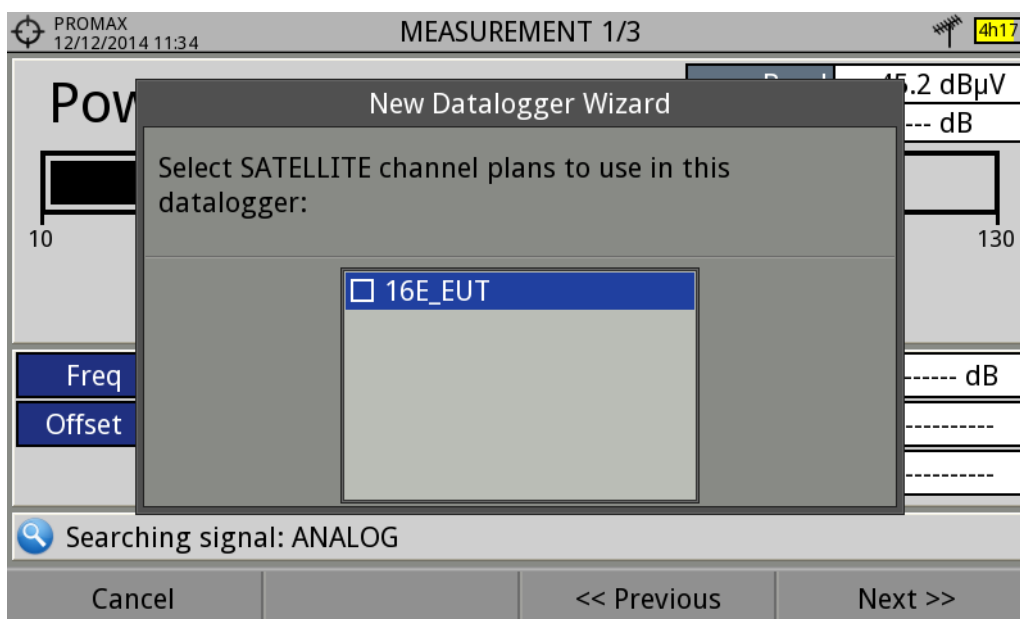 PROMAX
12/12/2014 11:34
MEASUREMENT 1/3
4h17
5.2 dBµV
--- dB
10
130
New Datalogger Wizard
Select SATELLITE channel plans to use in this
datalogger:
16E_EUT
Freq
------ dB
Offset
----------
----------
Searching signal: ANALOG
Cancel
<< Previous
Next >>